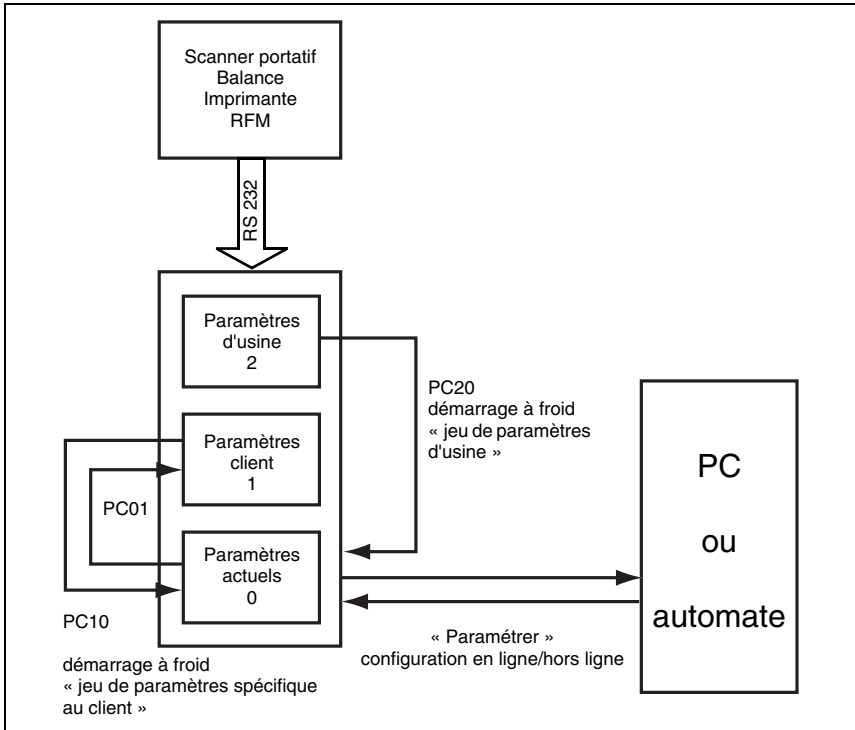 Scanner portatif
Balance
Imprimante
RFM
RS 232
Paramètres
d'usine
2
PC20
démarrage à froid
« jeu de paramètres
d'usine »
Paramètres
client
1
PC01
Paramètres
actuels
0
PC
ou
automate
PC10
démarrage à froid
« jeu de paramètres spécifique
au client »
« Paramétrer »
configuration en ligne/hors ligne